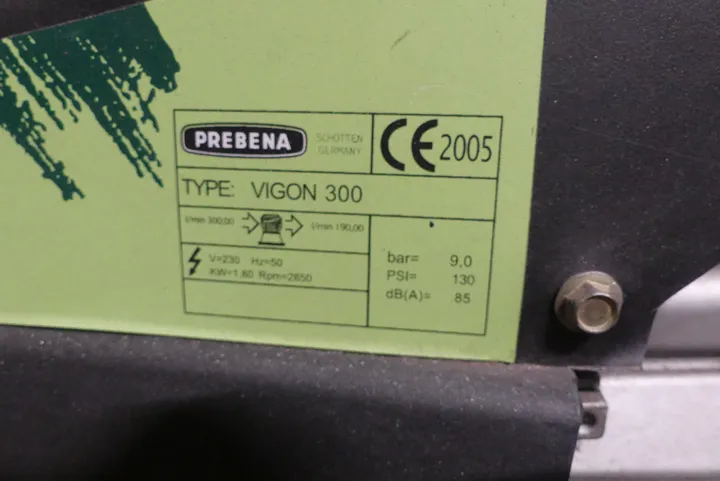 PREBENA
SCHOTTEN
GERMANY
CE 2005
TYPE: VIGON 300
l/min 300,00
l/min 190,00
V=230 Hz=50
KW=1,80 Rpm=2850
bar= 9,0
PSI= 130
dB(A)= 85